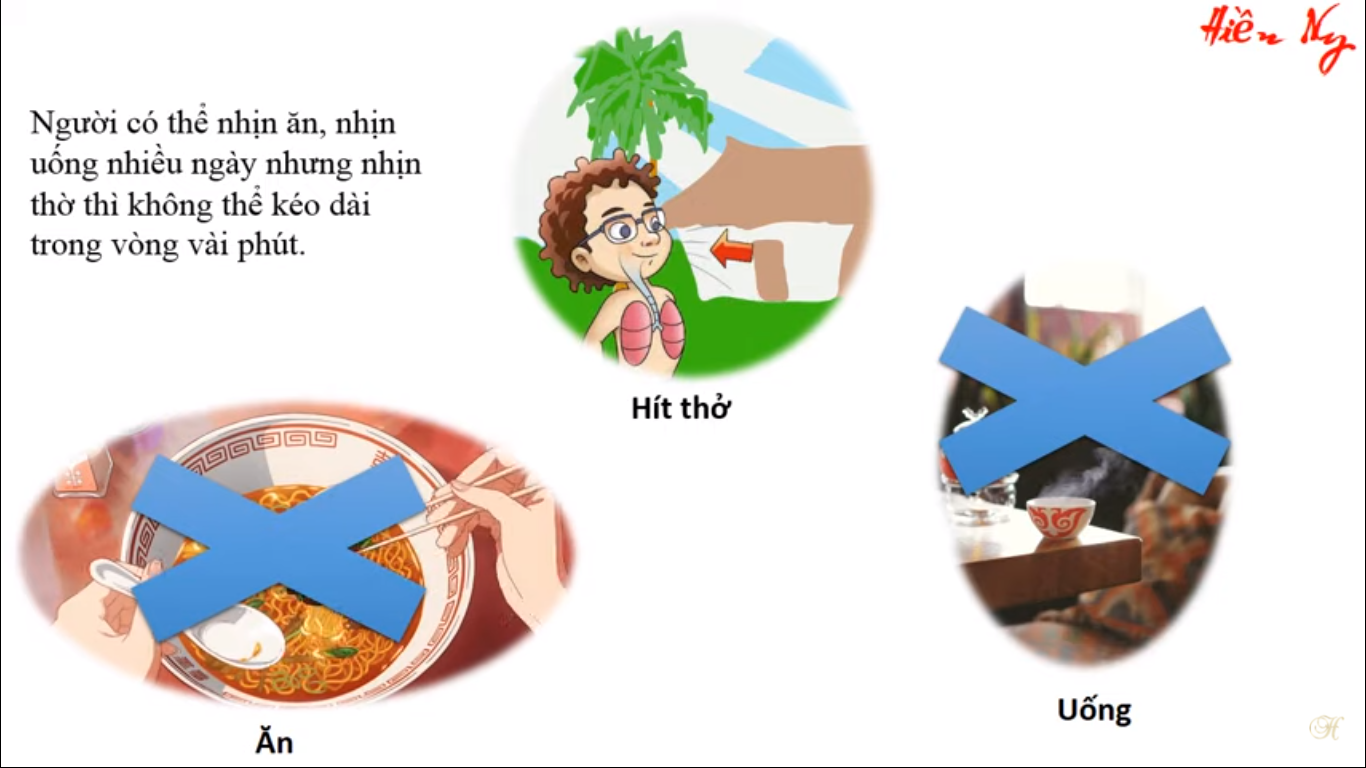 Hiền Ny
Người có thể nhịn ăn, nhịn
uống nhiều ngày nhưng nhịn
thờ thì không thể kéo dài
trong vòng vài phút.
Hít thở
Ăn
Uống
H